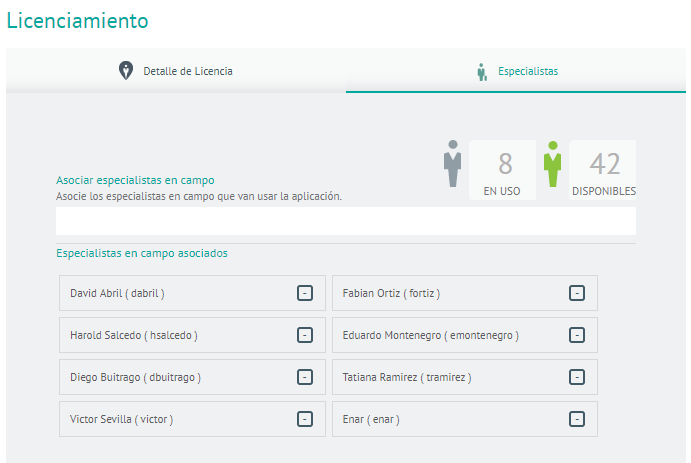 Licenciamiento
Detalle de Licencia
Especialistas
8
EN USO
42
DISPONIBLES
Asociar especialistas en campo
Asocie los especialistas en campo que van usar la aplicación.
Especialistas en campo asociados
David Abril ( dabril )
Fabian Ortiz ( fortiz )
Harold Salcedo ( hsalcedo )
Eduardo Montenegro ( emontenegro )
Diego Buitrago ( dbuitrago )
Tatiana Ramirez ( tramirez )
Victor Sevilla ( victor )
Enar ( enar )